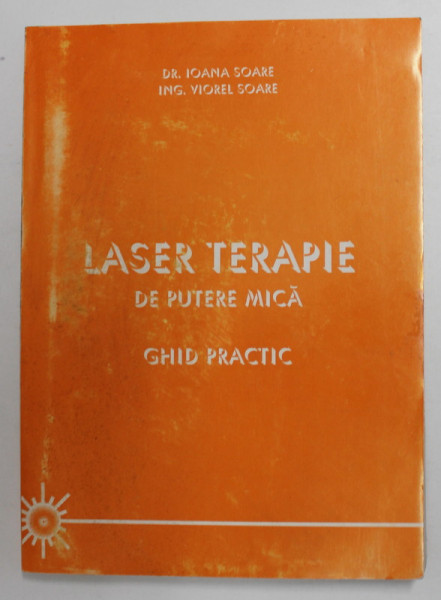 DR. IOANA SOARE
ING. VIOREL SOARE
LASER TERAPIE
DE PUTERE MICĂ
GHID PRACTIC